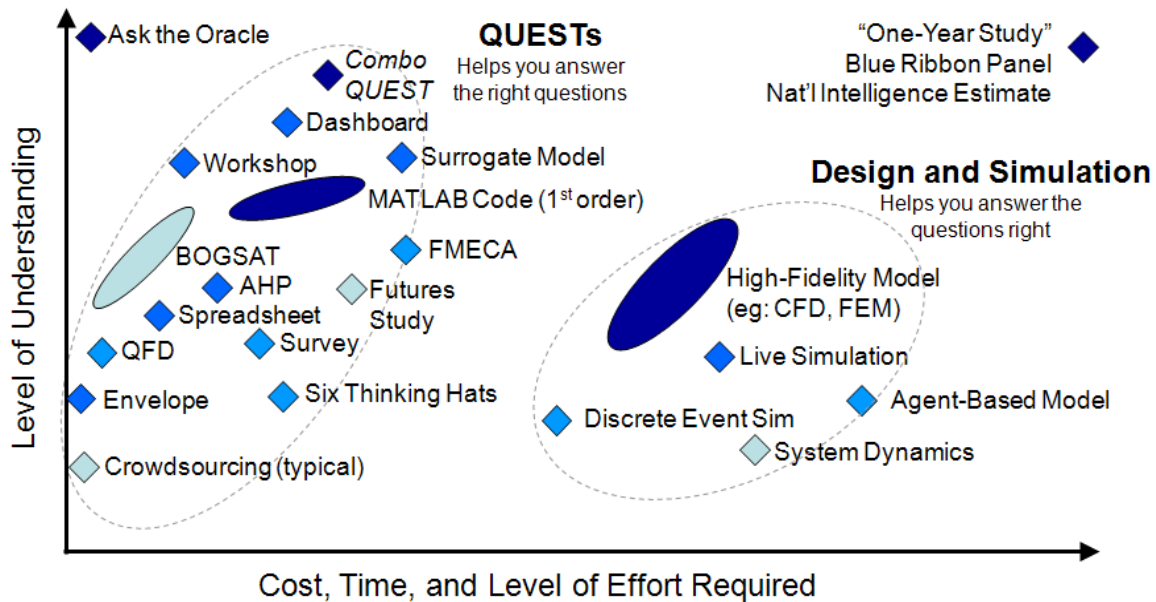 Ask the Oracle
QUESTs
Helps you answer
the right questions
Combo
QUEST
Dashboard
Workshop
Surrogate Model
MATLAB Code (1st order)
BOGSAT
FMECA
AHP
Futures
Study
Spreadsheet
QFD
Survey
Envelope
Six Thinking Hats
Crowdsourcing (typical)
“One-Year Study”
Blue Ribbon Panel
Nat’l Intelligence Estimate
Design and Simulation
Helps you answer the
questions right
High-Fidelity Model
(eg: CFD, FEM)
Live Simulation
Agent-Based Model
Discrete Event Sim
System Dynamics
Level of Understanding
Cost, Time, and Level of Effort Required